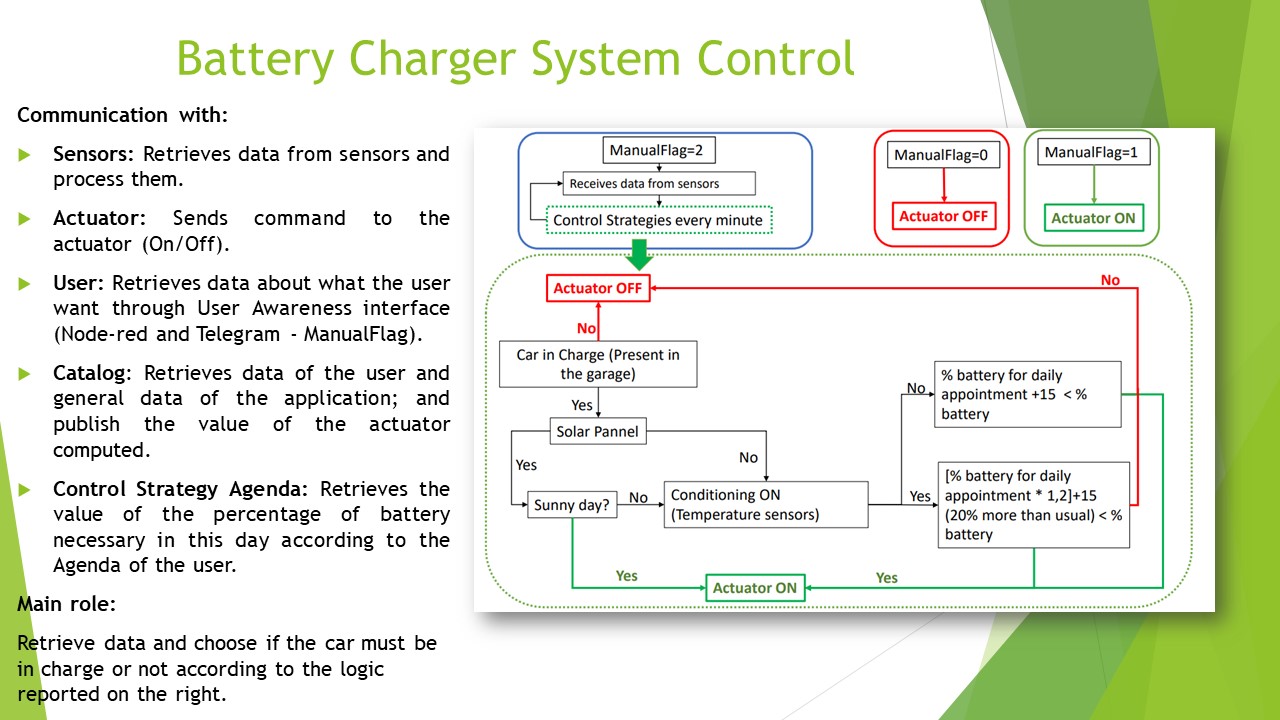 Battery Charger System Control
Communication with:
Sensors: Retrieves data from sensors and
process them.
Actuator: Sends command to the
actuator (On/Off).
User: Retrieves data about what the user
want through User Awareness interface
(Node-red and Telegram - ManualFlag).
Catalog: Retrieves data of the user and
general data of the application; and
publish the value of the actuator
computed.
Control Strategy Agenda: Retrieves the
value of the percentage of battery
necessary in this day according to the
Agenda of the user.
Main role:
Retrieve data and choose if the car must be
in charge or not according to the logic
reported on the right.
ManualFlag=2
Receives data from sensors
Control Strategies every minute
ManualFlag=0
Actuator OFF
ManualFlag=1
Actuator ON
Actuator OFF
No
No
Car in Charge (Present in
the garage)
Yes
Solar Pannel
Yes
No
Sunny day?
No
Conditioning ON
(Temperature sensors)
No
% battery for daily
appointment +15 < %
battery
Yes
[% battery for daily
appointment * 1,2]+15
(20% more than usual) < %
battery
Yes
Actuator ON
Yes